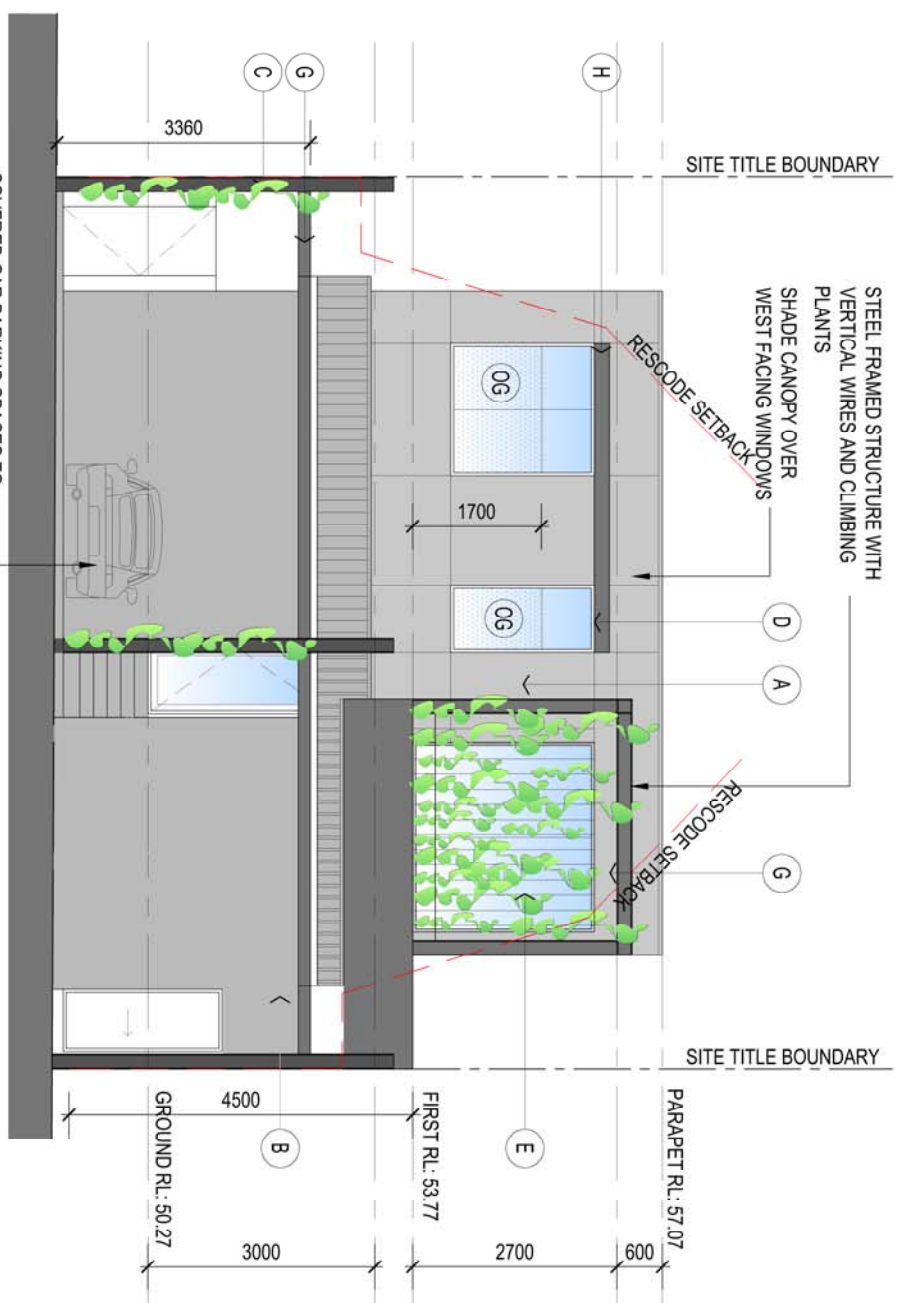 H
G
C
3360
SITE TITLE BOUNDARY
STEEL FRAMED STRUCTURE WITH
VERTICAL WIRES AND CLIMBING
PLANTS
SHADE CANOPY OVER
WEST FACING WINDOWS
RESCODE SETBACK
OG
1700
OG
D
A
G
RESCODE SETBACK
SITE TITLE BOUNDARY
4500
B
E
GROUND RL: 50.27
FIRST RL: 53.77
PARAPET RL: 57.07
3000
2700
600